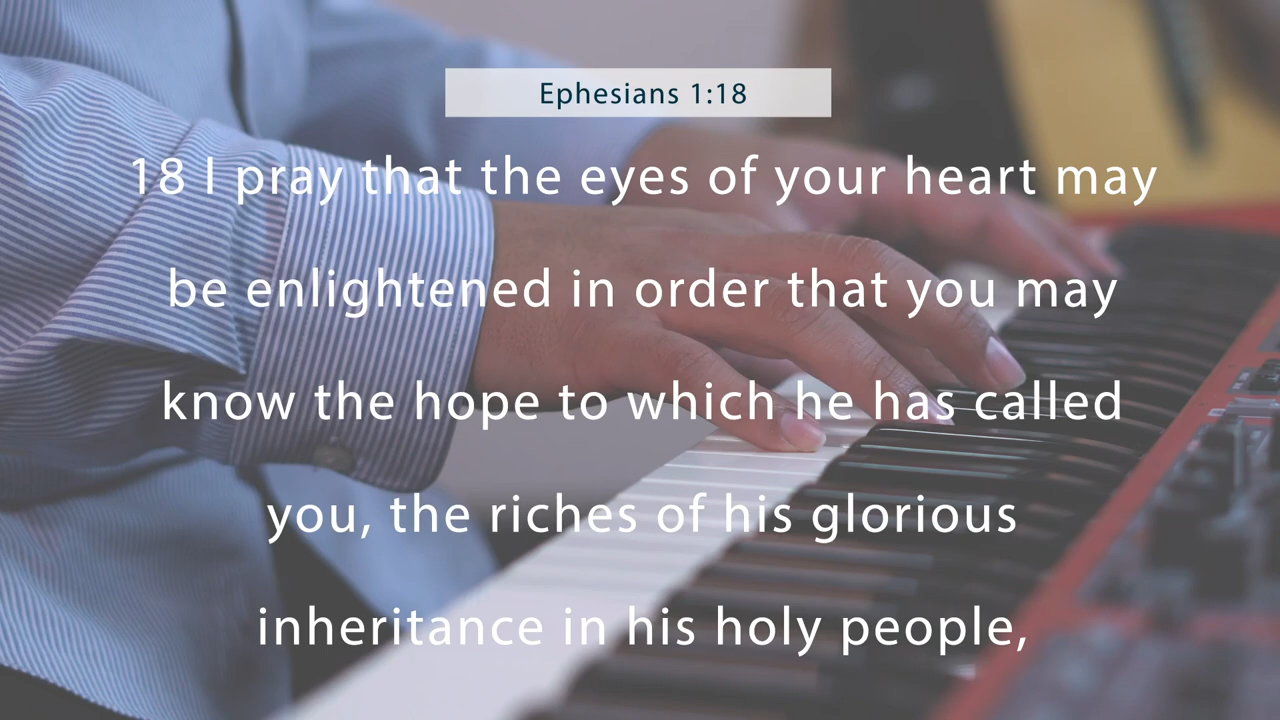 Ephesians 1:18
18 I pray that the eyes of your heart may
be enlightened in order that you may
know the hope to which he has called
you, the riches of his glorious
inheritance in his holy people,